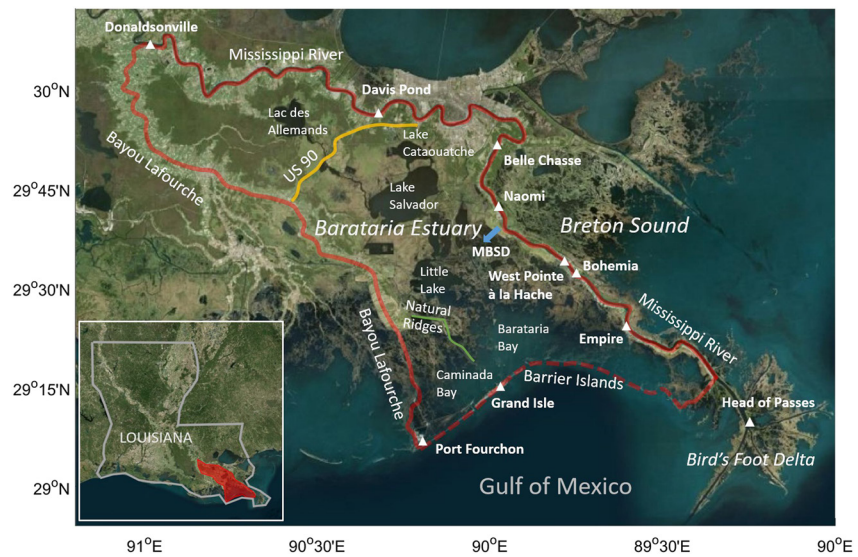 Donaldsonville
Mississippi River
30°N
Davis Pond
Lac des
Allemands
Lake
Cataouatche
Belle Chasse
Bayou Lafourche
US 90
29°45'N
Lake
Salvador
Naomi
Barataria Estuary
Breton Sound
MBSD
West Pointe
à la Hache
Bohemia
29°30'N
Little
Lake
Natural
Ridges
Mississippi River
Barataria
Bay
Empire
Bayou Lafourche
29°15'N
Caminada
Bay
Barrier Islands
Grand Isle
Head of Passes
LOUISIANA
Port Fourchon
Bird's Foot Delta
29°N
Gulf of Mexico
91°E
90°30'E
90°E
89°30'E
90°E